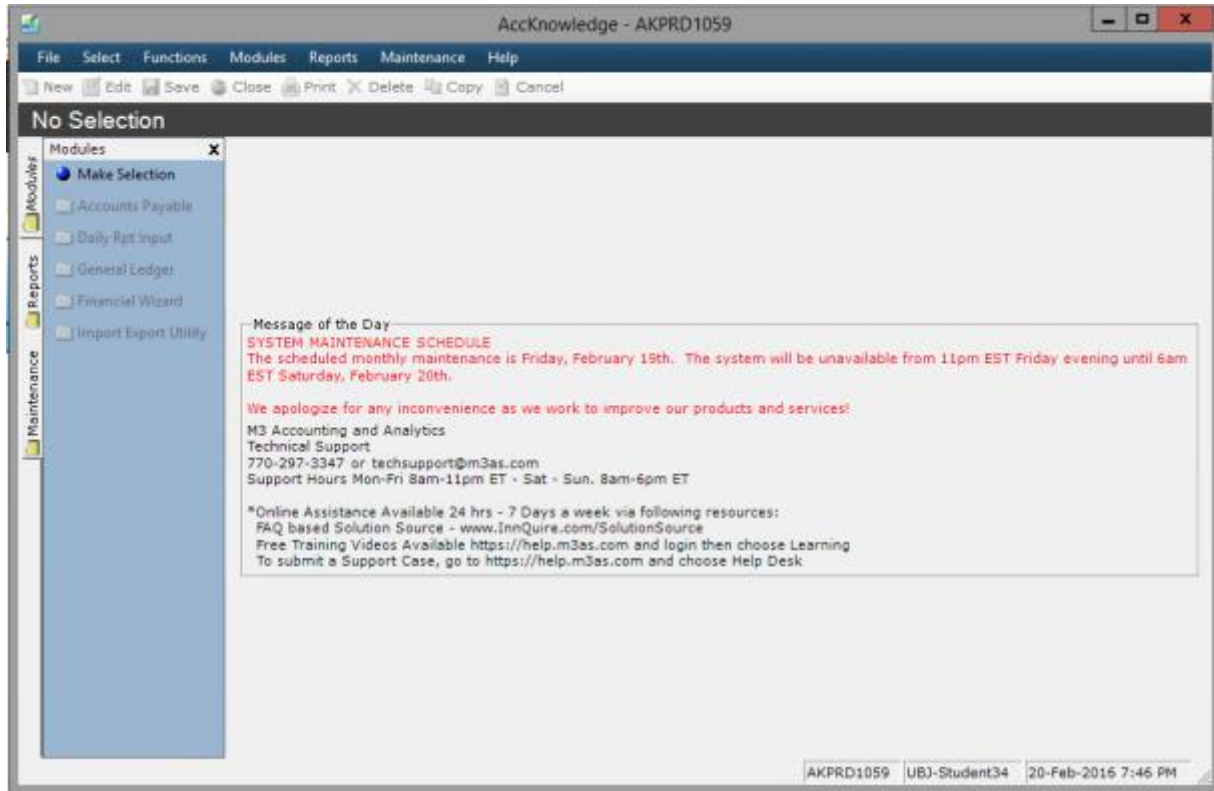 AccKnowledge - AKPRD1059
File Select Functions Modules Reports Maintenance Help
New Edit Save Close Print Delete Copy Cancel
No Selection
Modules
Reports
Maintenance
Modules x
Make Selection
Accounts Payable
Daily Rpt Input
General Ledger
Financial Wizard
Import Export Utility
Message of the Day
SYSTEM MAINTENANCE SCHEDULE
The scheduled monthly maintenance is Friday, February 19th. The system will be unavailable from 11pm EST Friday evening until 6am
EST Saturday, February 20th.
We apologize for any inconvenience as we work to improve our products and services!
M3 Accounting and Analytics
Technical Support
770-297-3347 or techsupport@m3as.com
Support Hours Mon-Fri 8am-11pm ET - Sat - Sun. 8am-6pm ET
*Online Assistance Available 24 hrs - 7 Days a week via following resources:
FAQ based Solution Source - www.InnQuire.com/SolutionSource
Free Training Videos Available https://help.m3as.com and login then choose Learning
To submit a Support Case, go to https://help.m3as.com and choose Help Desk
AKPRD1059 UBJ-Student34 20-Feb-2016 7:46 PM